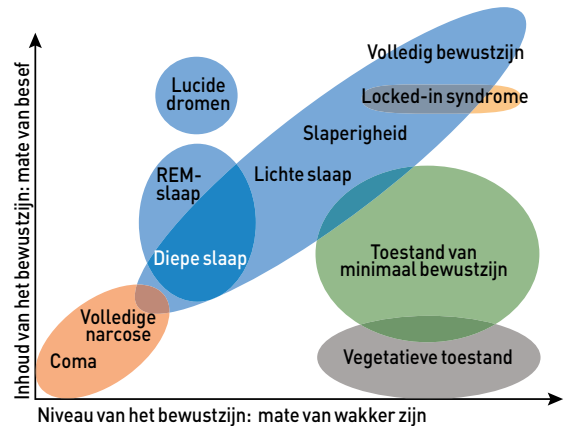 Inhoud van het bewustzijn: mate van besef
Volledig bewustzijn
Lucide
dromen
Locked-in syndrome
Slaperigheid
REM-
slaap
Lichte slaap
Diepe slaap
Toestand van
minimaal bewustzijn
Volledige
narcose
Coma
Vegetatieve toestand
Niveau van het bewustzijn: mate van wakker zijn